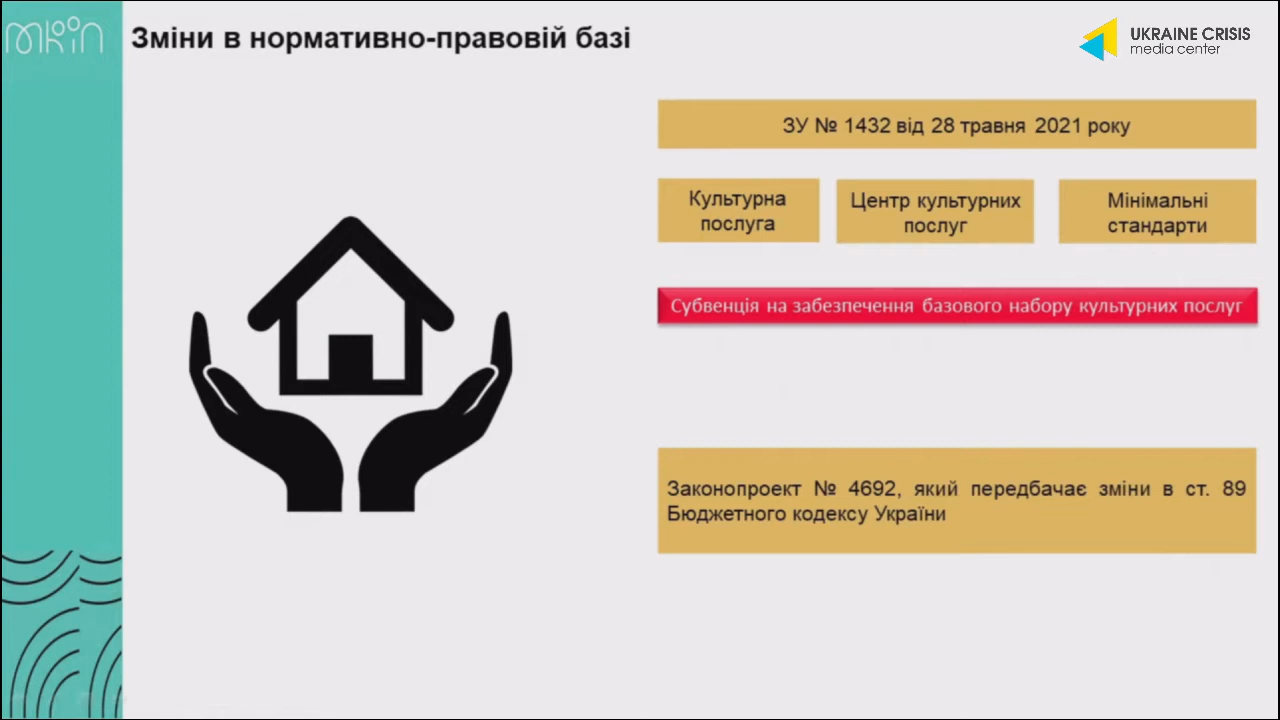 мкіп
Зміни в нормативно-правовій базі
UKRAINE CRISIS
media center
ЗУ № 1432 від 28 травня 2021 року
Культурна
послуга
Центр культурних
послуг
Мінімальні
стандарти
Субвенція на забезпечення базового набору культурних послуг
Законопроект № 4692, який передбачає зміни в ст. 89
Бюджетного кодексу України